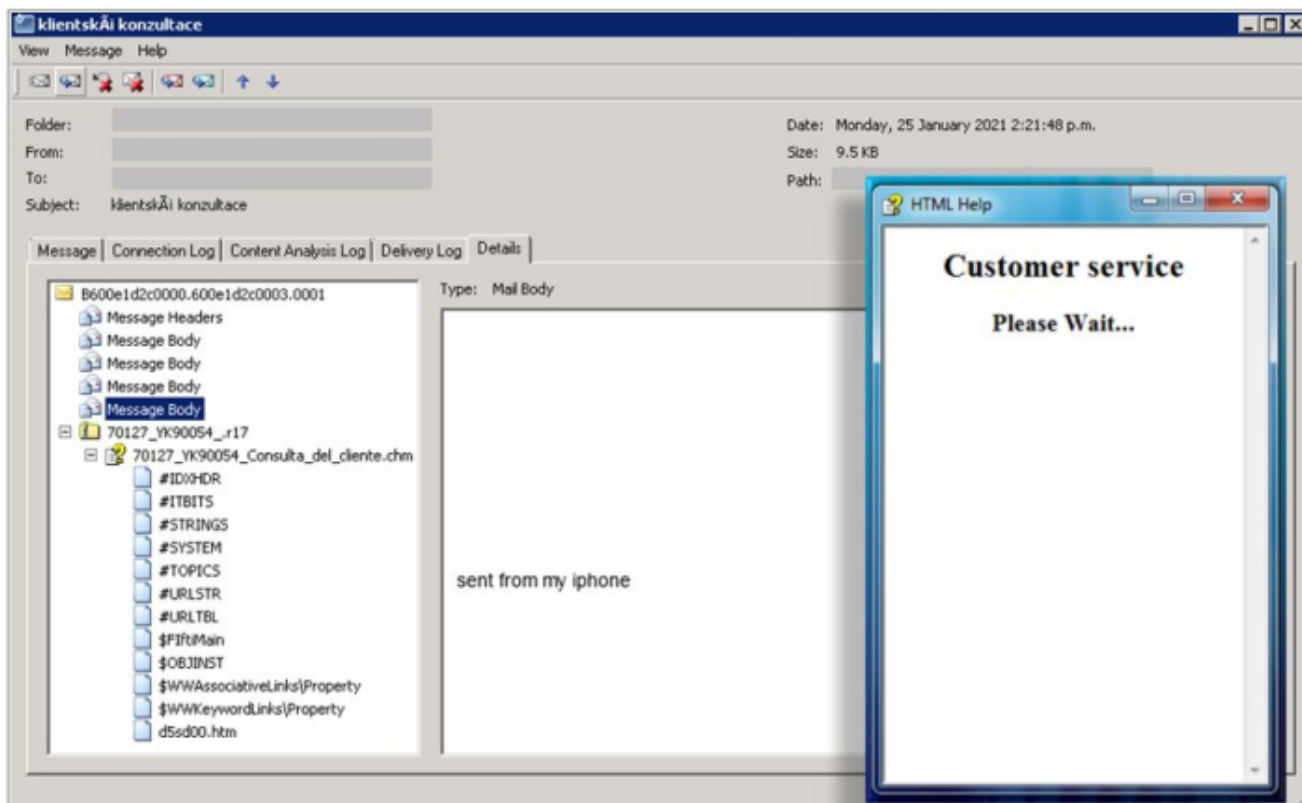 klientskÃi konzultace
View Message Help
Folder:
From:
To:
Subject: klientskÃi konzultace
Date: Monday, 25 January 2021 2:21:48 p.m.
Size: 9.5 KB
Path:
Message Connection Log Content Analysis Log Delivery Log Details
B600e1d2c0000.600e1d2c0003.0001
Message Headers
Message Body
Message Body
Message Body
Message Body
70127_YK90054_.r17
70127_YK90054_Consulta_del_cliente.chm
#IDXHDR
#ITBITS
#STRINGS
#SYSTEM
#TOPICS
#URLSTR
#URLTBL
$FIftiMain
$OBJINST
$WWAssociativeLinks\Property
$WWKeywordLinks\Property
d5sd00.htm
Type: Mail Body
sent from my iphone
HTML Help
Customer service
Please Wait...